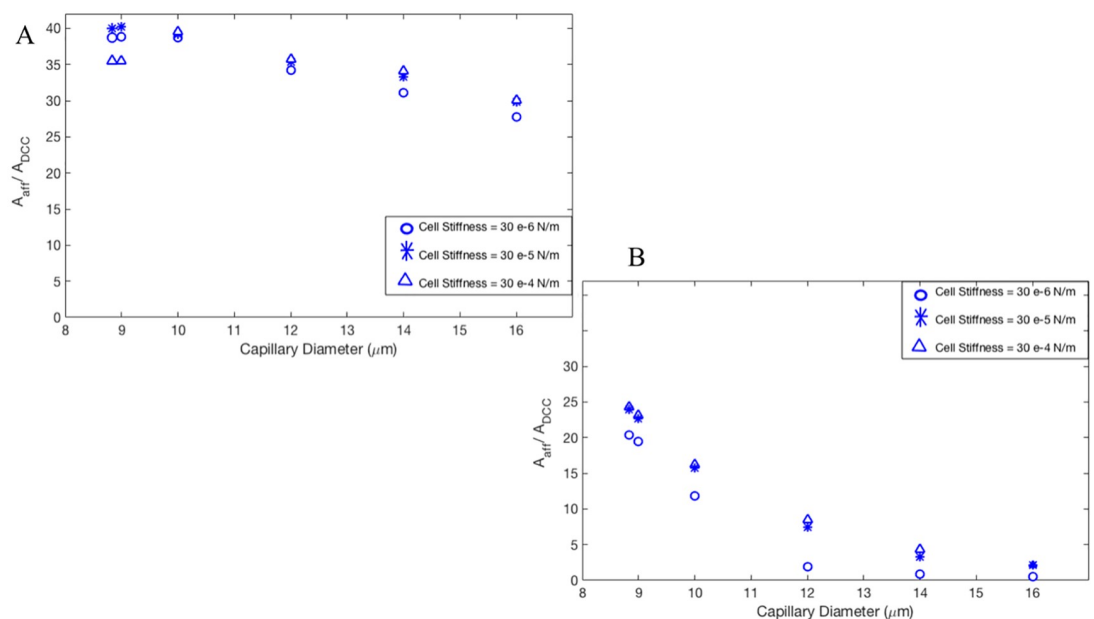 A
40
35
30
25
20
15
10
5
0
A_aff/ A_DCC
Cell Stiffness = 30 e-6 N/m
Cell Stiffness = 30 e-5 N/m
Cell Stiffness = 30 e-4 N/m
8 9 10 11 12 13 14 15 16
Capillary Diameter (μm)
B
Cell Stiffness = 30 e-6 N/m
Cell Stiffness = 30 e-5 N/m
Cell Stiffness = 30 e-4 N/m
30
25
20
15
10
5
0
A_aff/ A_DCC
8 9 10 11 12 13 14 15 16
Capillary Diameter (μm)